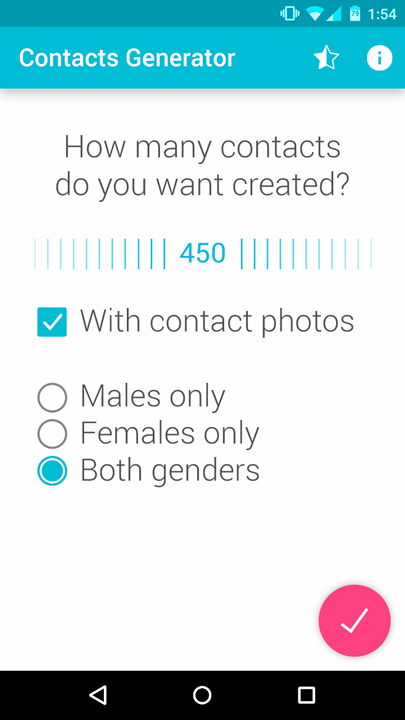 79 1:54
Contacts Generator
How many contacts
do you want created?
450
With contact photos
Males only
Females only
Both genders